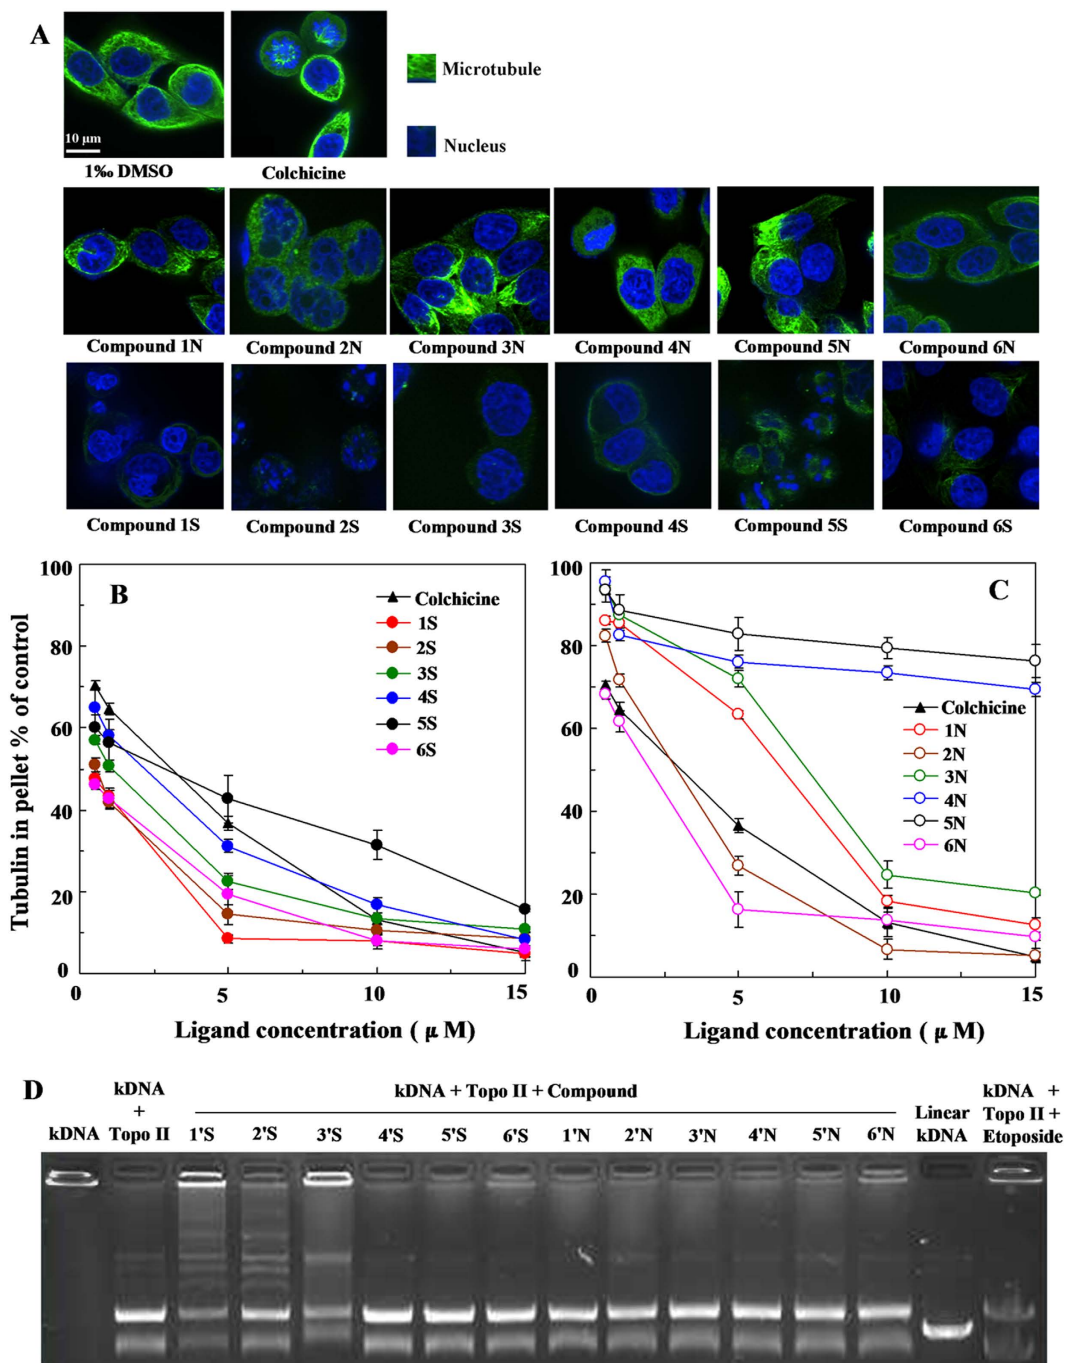 A
Microtubule
Nucleus
10 μm
1‰ DMSO
Colchicine
Compound 1N
Compound 2N
Compound 3N
Compound 4N
Compound 5N
Compound 6N
Compound 1S
Compound 2S
Compound 3S
Compound 4S
Compound 5S
Compound 6S
Tubulin in pellet % of control
B
100
80
60
40
20
0
0
5
10
15
Colchicine
1S
2S
3S
4S
5S
6S
Ligand concentration ( μ M)
C
100
80
60
40
20
0
0
5
10
15
Colchicine
1N
2N
3N
4N
5N
6N
Ligand concentration ( μ M)
D
kDNA
kDNA
+
Topo II
kDNA + Topo II + Compound
1'S
2'S
3'S
4'S
5'S
6'S
1'N
2'N
3'N
4'N
5'N
6'N
Linear
kDNA
kDNA +
Topo II +
Etoposide